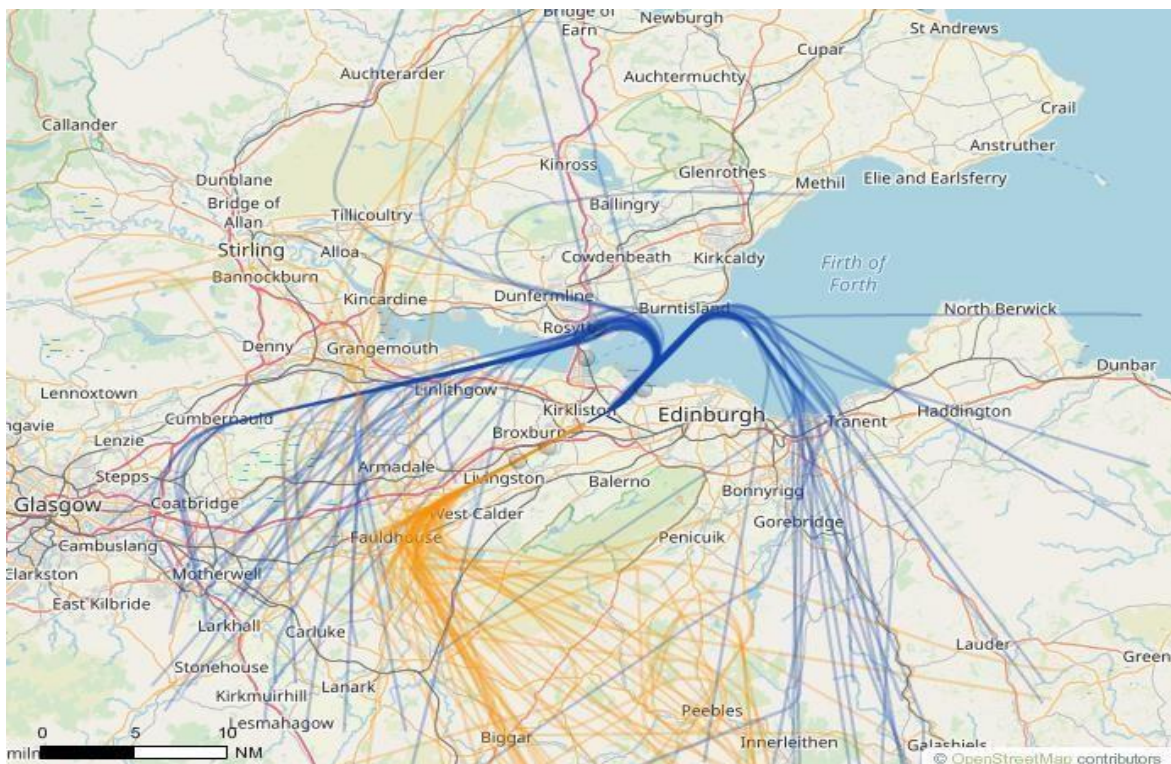 Bridge of
Earn
Newburgh
St Andrews
Cupar
Auchterarder
Auchtermuchty
Crail
Callander
Anstruther
Kinross
Glenrothes
Methil
Elie and Earlsferry
Dunblane
Bridge of
Allan
Tillicoultry
Ballingry
Stirling
Alloa
Cowdenbeath
Kirkcaldy
Firth of
Forth
Bannockburn
Kincardine
Dunfermline
Burntisland
North Berwick
Rosyth
Denny
Grangemouth
Dunbar
Lennoxtown
Linlithgow
Cumbernauld
Kirkliston
Edinburgh
Tranent
Haddington
ngavie
Lenzie
Broxburn
Armadale
Stepps
Livingston
Balerno
Bonnyrigg
Glasgow
Coatbridge
West Calder
Gorebridge
Cambuslang
Fauldhouse
Penicuik
Clarkston
Motherwell
East Kilbride
Larkhall
Carluke
Lauder
Green
Stonehouse
Kirkmuirhill
Lanark
Lesmahagow
Peebles
Biggar
Innerleithen
Galashiels
0 5 10
miln
NM
© OpenStreetMap contributors